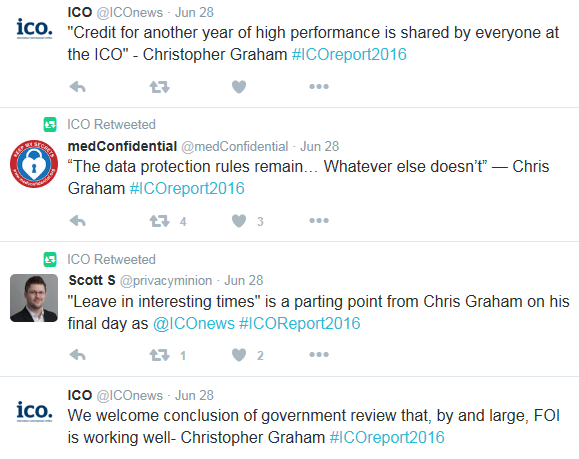 ICO @ICOnews · Jun 28
ico.
"Credit for another year of high performance is shared by everyone at
the ICO" - Christopher Graham #ICOreport2016
ICO Retweeted
medConfidential @medConfidential · Jun 28
KEEP MY SECRETS
“The data protection rules remain… Whatever else doesn’t” — Chris
Graham #ICOreport2016
4 3
ICO Retweeted
Scott S @privacyminion · Jun 28
"Leave in interesting times" is a parting point from Chris Graham on his
final day as @ICOnews #ICOReport2016
1 2
ICO @ICOnews · Jun 28
ico.
We welcome conclusion of government review that, by and large, FOI
is working well- Christopher Graham #ICOreport2016